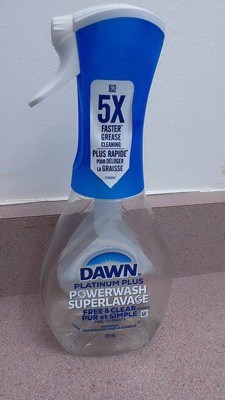 5X
FASTER*
GREASE
CLEANING
PLUS RAPIDE*
POUR DÉLOGER
LA GRAISSE
DAWN
PLATINUM PLUS
POWERWASH
SUPERLAVAGE
FREE & CLEAR
PUR et SIMPLE